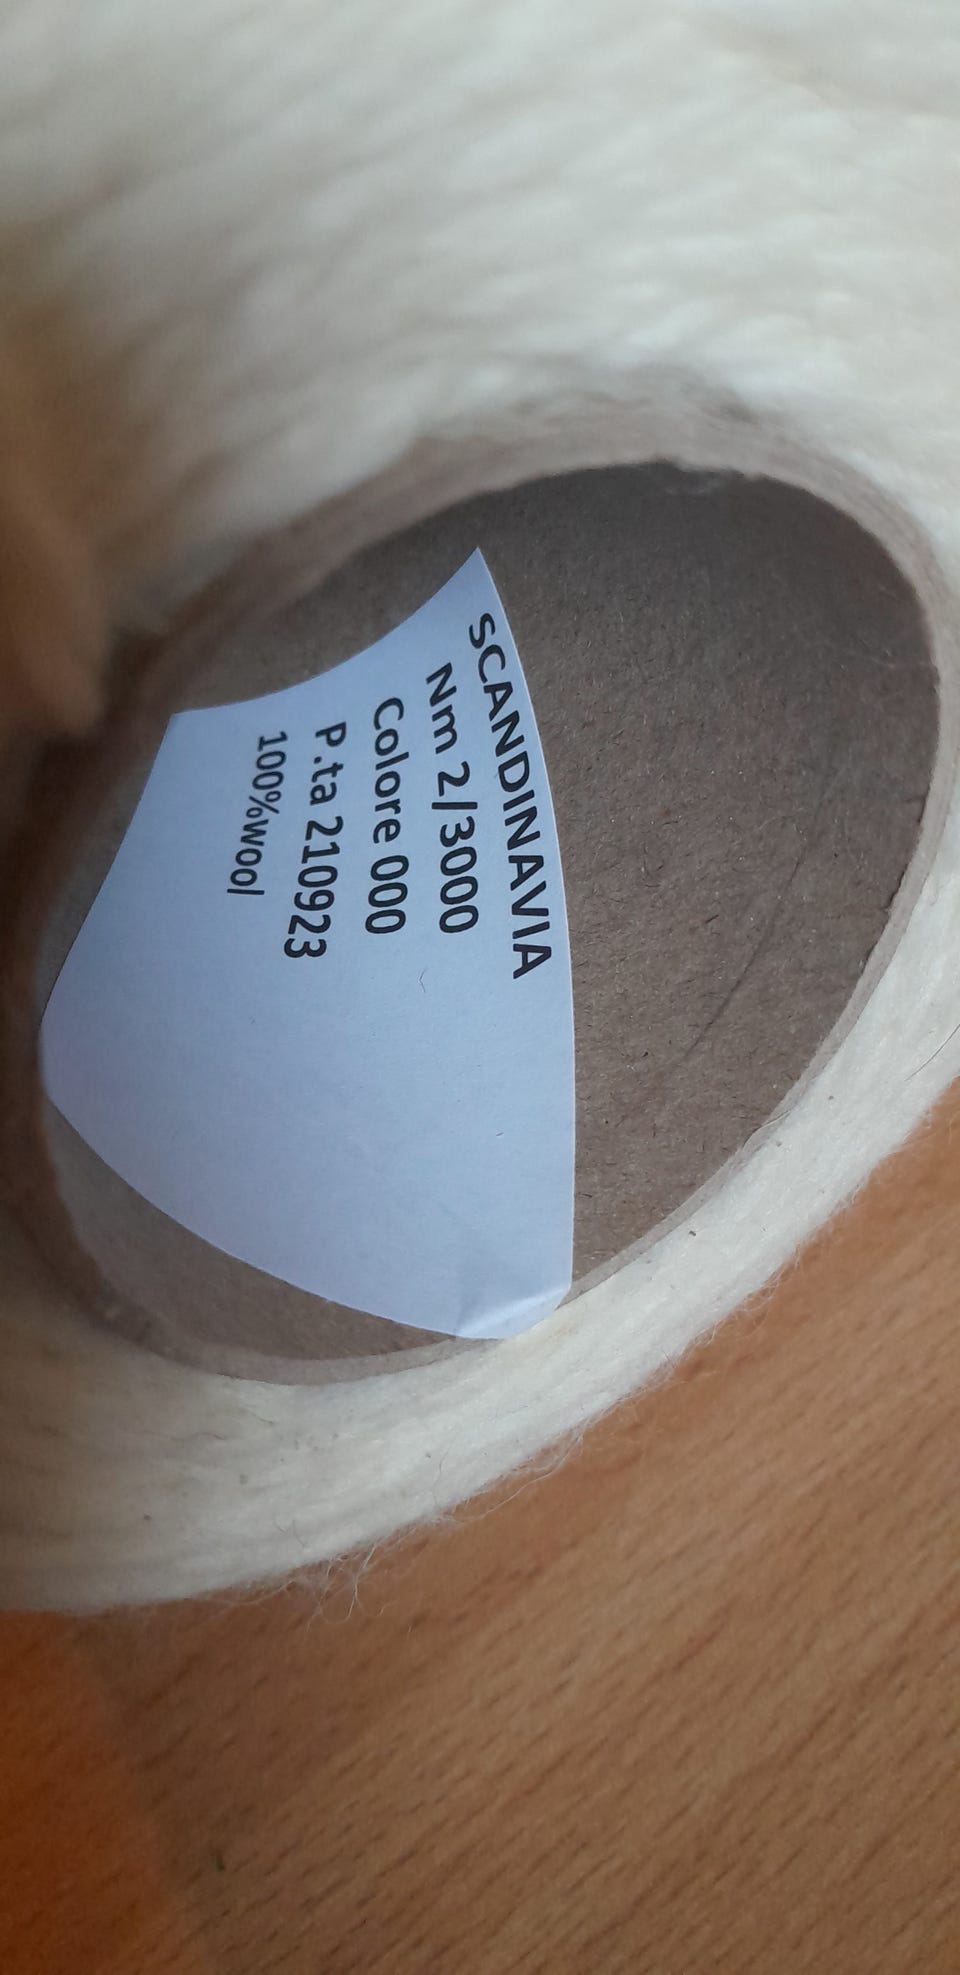 SCANDINAVIA
Nm 2/3000
Colore 000
P.ta 210923
100%wool